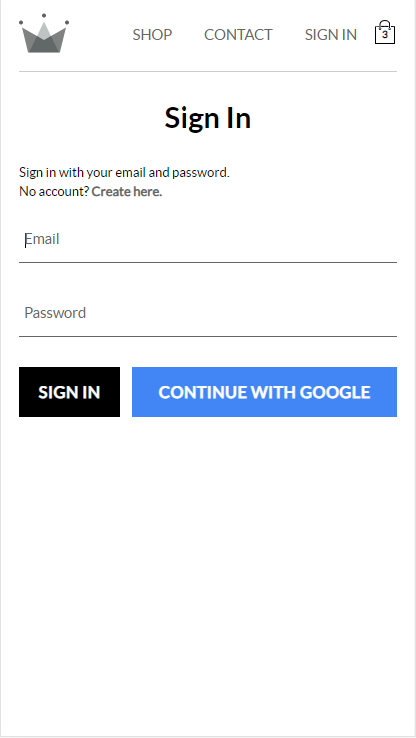 SHOP CONTACT SIGN IN 3
Sign In
Sign in with your email and password.
No account? Create here.
Email
Password
SIGN IN CONTINUE WITH GOOGLE